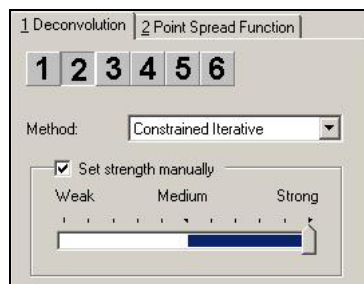 1 Deconvolution 2 Point Spread Function
1 2 3 4 5 6
Method: Constrained Iterative
Set strength manually
Weak Medium Strong